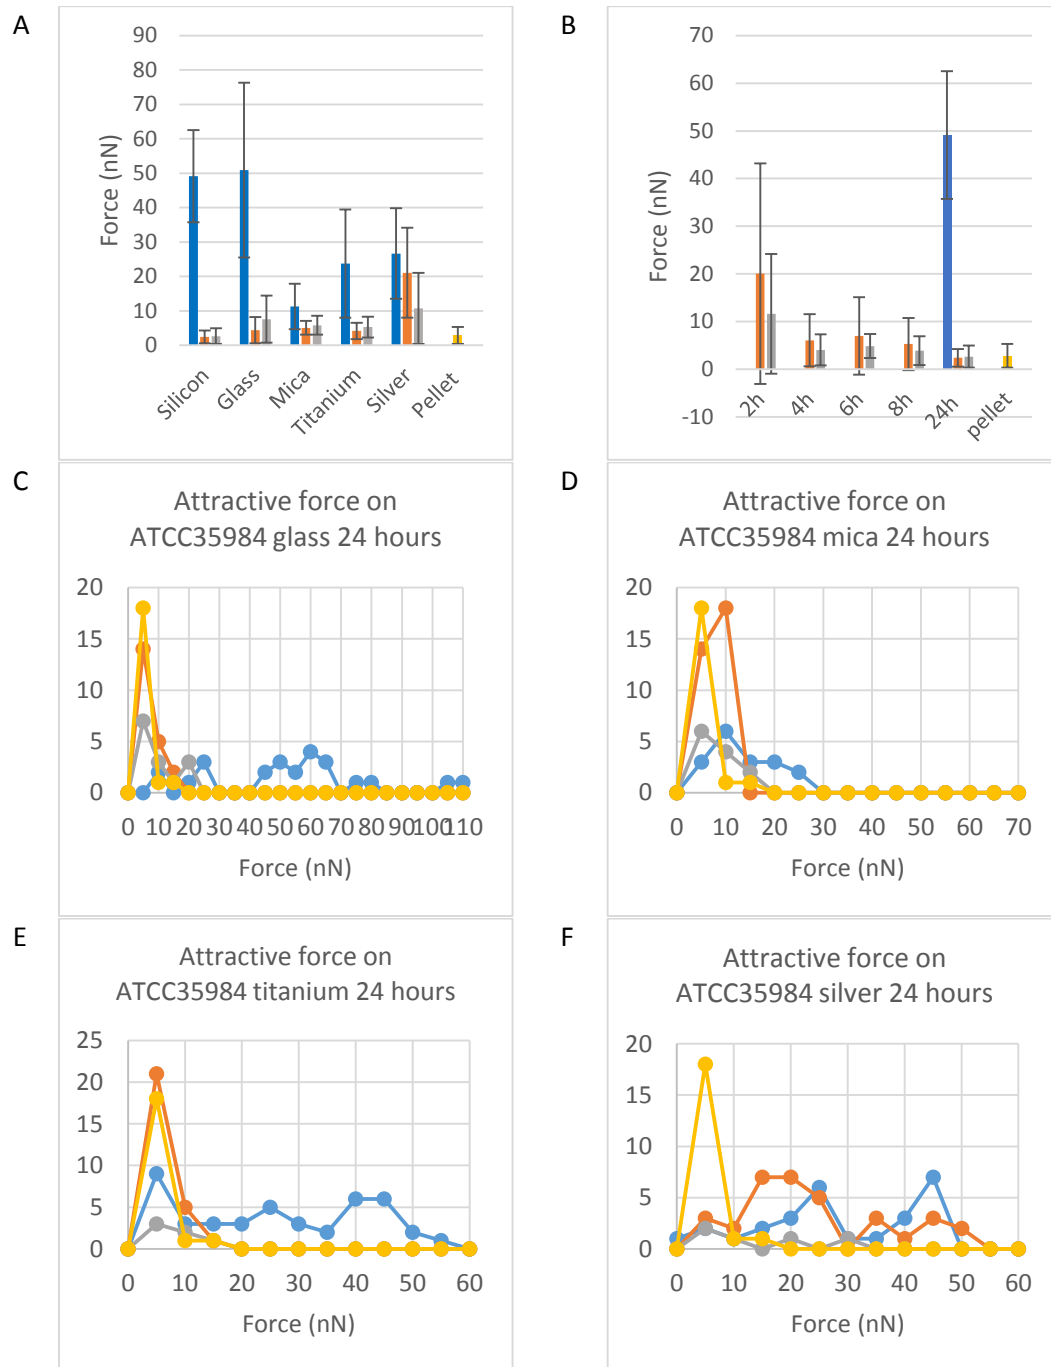 A
90
80
70
60
50
40
30
20
10
0
Force (nN)
Silicon
Glass
Mica
Titanium
Silver
Pellet
B
70
60
50
40
30
20
10
0
-10
Force (nN)
2h
4h
6h
8h
24h
pellet
C
Attractive force on
ATCC35984 glass 24 hours
20
15
10
5
0
0 10 20 30 40 50 60 70 80 90 100 110
Force (nN)
D
Attractive force on
ATCC35984 mica 24 hours
20
15
10
5
0
0 10 20 30 40 50 60 70
Force (nN)
E
Attractive force on
ATCC35984 titanium 24 hours
25
20
15
10
5
0
0 10 20 30 40 50 60
Force (nN)
F
Attractive force on
ATCC35984 silver 24 hours
20
15
10
5
0
0 10 20 30 40 50 60
Force (nN)